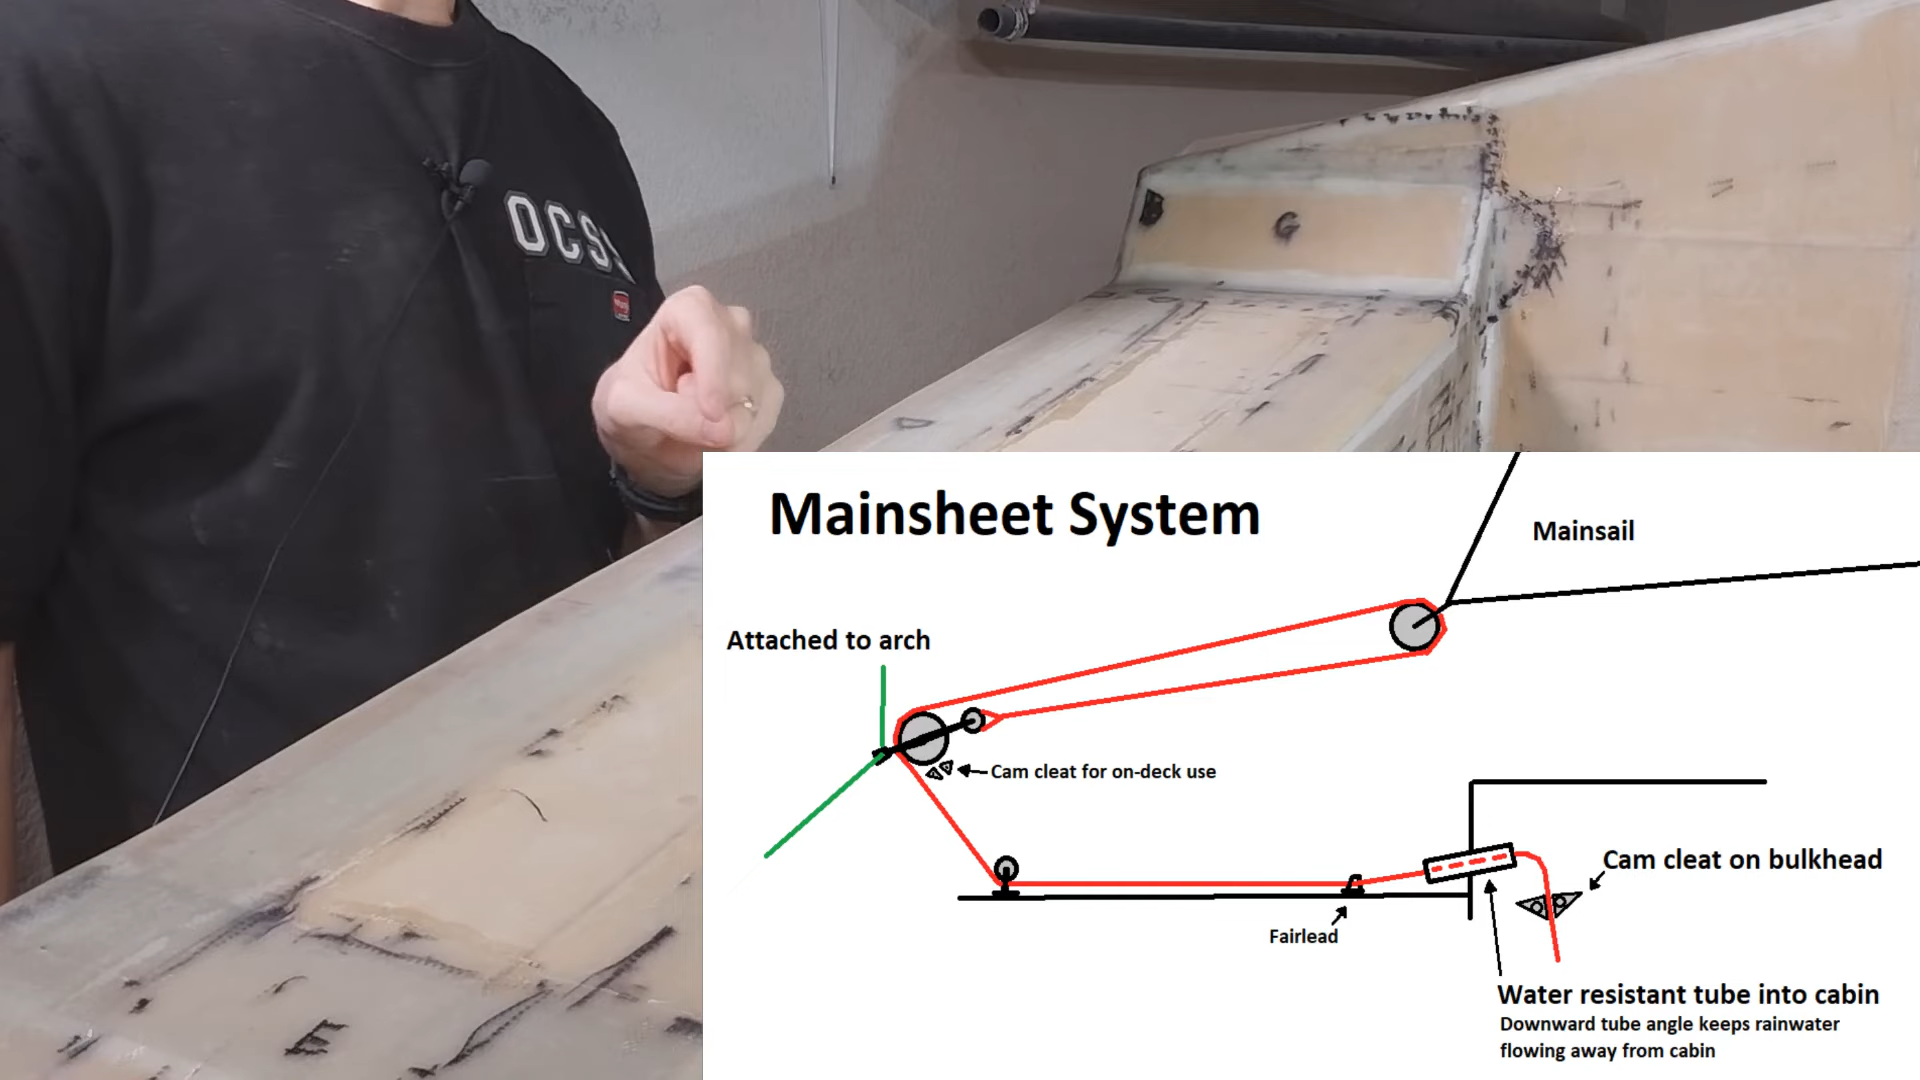 OCS
G
E
Mainsheet System
Mainsail
Attached to arch
Cam cleat for on-deck use
Cam cleat on bulkhead
Fairlead
Water resistant tube into cabin
Downward tube angle keeps rainwater
flowing away from cabin